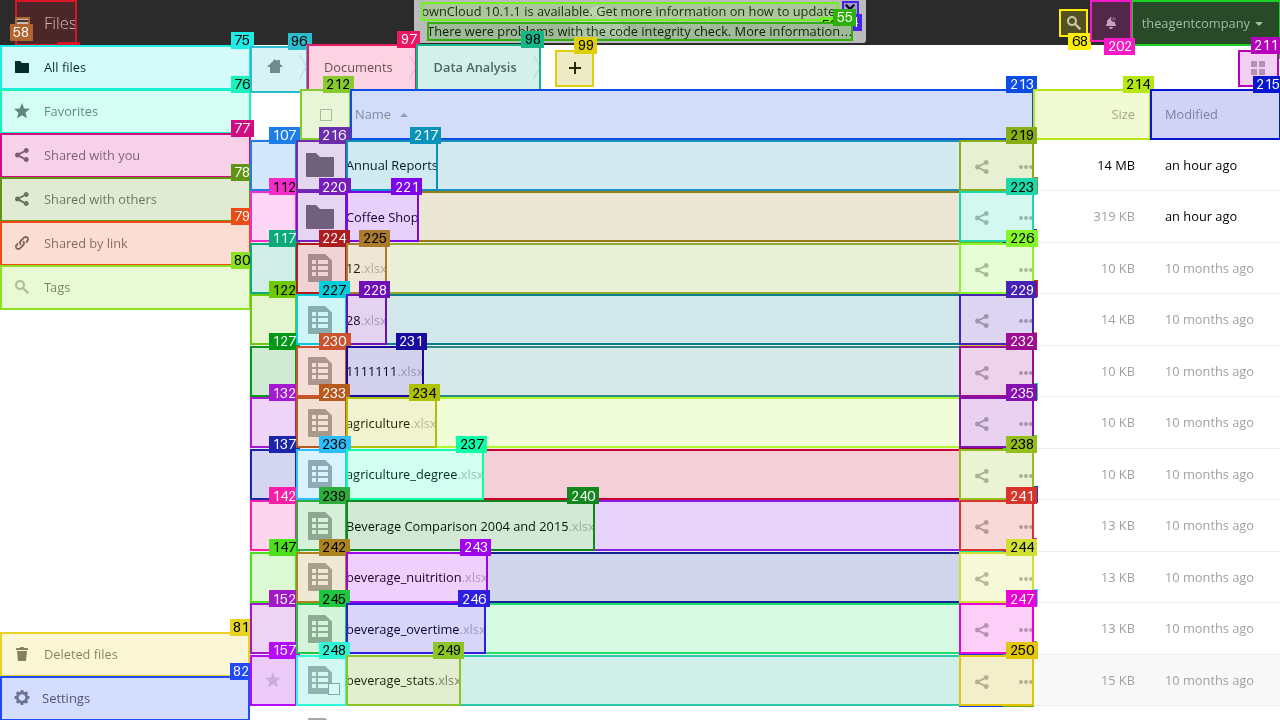 ownCloud 10.1.1 is available. Get more information on how to update.
55
There were problems with the code integrity check. More information...
58
Files
68
202
theagentcompany
75
All files
96
97
Documents
98
Data Analysis
99
+
211
76
Favorites
212
213
Name
214
Size
215
Modified
77
Shared with you
107
216
217
Annual Reports
219
14 MB
an hour ago
78
Shared with others
112
220
221
Coffee Shop
223
319 KB
an hour ago
79
Shared by link
117
224
225
12.xlsx
226
10 KB
10 months ago
80
Tags
122
227
228
28.xlsx
229
14 KB
10 months ago
127
230
231
1111111.xlsx
232
10 KB
10 months ago
132
233
234
agriculture.xlsx
235
10 KB
10 months ago
137
236
237
agriculture_degree.xlsx
238
10 KB
10 months ago
142
239
240
Beverage Comparison 2004 and 2015.xlsx
241
13 KB
10 months ago
147
242
243
beverage_nuitrition.xlsx
244
13 KB
10 months ago
152
245
246
beverage_overtime.xlsx
247
13 KB
10 months ago
81
Deleted files
157
248
249
beverage_stats.xlsx
250
15 KB
10 months ago
82
Settings